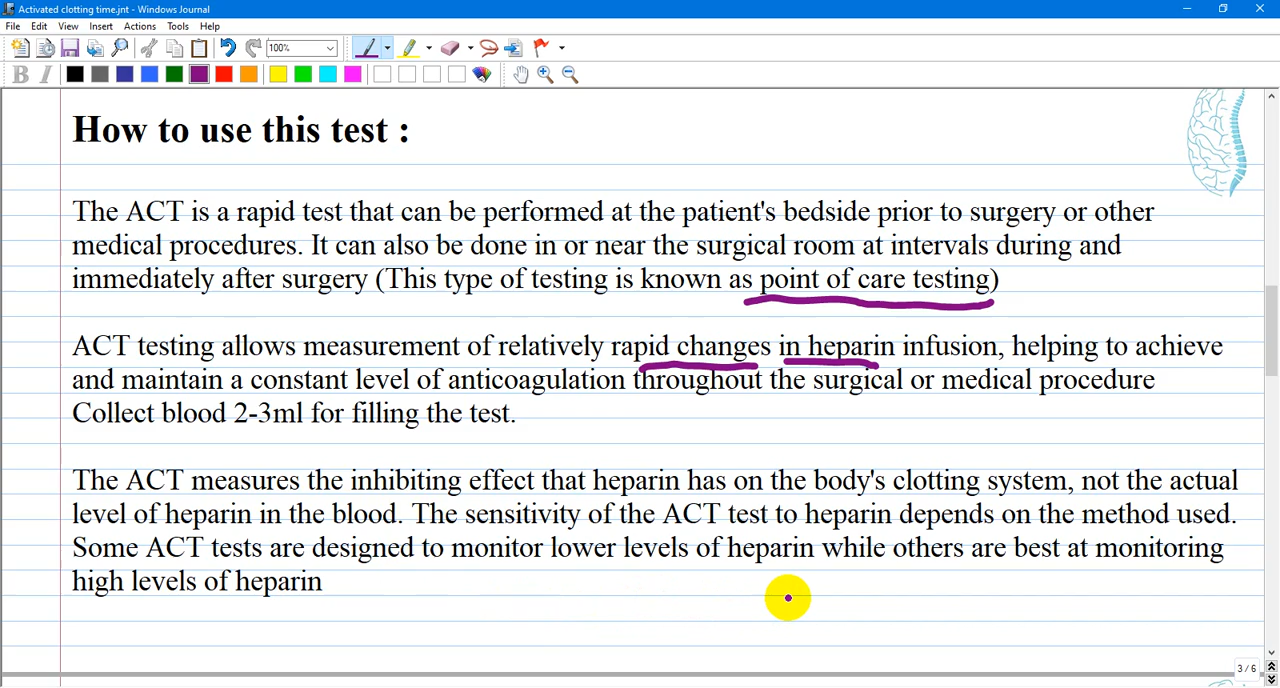 Activated clotting time.jnt - Windows Journal
File Edit View Insert Actions Tools Help
100%
B I
How to use this test :
The ACT is a rapid test that can be performed at the patient's bedside prior to surgery or other
medical procedures. It can also be done in or near the surgical room at intervals during and
immediately after surgery (This type of testing is known as point of care testing)
ACT testing allows measurement of relatively rapid changes in heparin infusion, helping to achieve
and maintain a constant level of anticoagulation throughout the surgical or medical procedure
Collect blood 2-3ml for filling the test.
The ACT measures the inhibiting effect that heparin has on the body's clotting system, not the actual
level of heparin in the blood. The sensitivity of the ACT test to heparin depends on the method used.
Some ACT tests are designed to monitor lower levels of heparin while others are best at monitoring
high levels of heparin
3 / 6